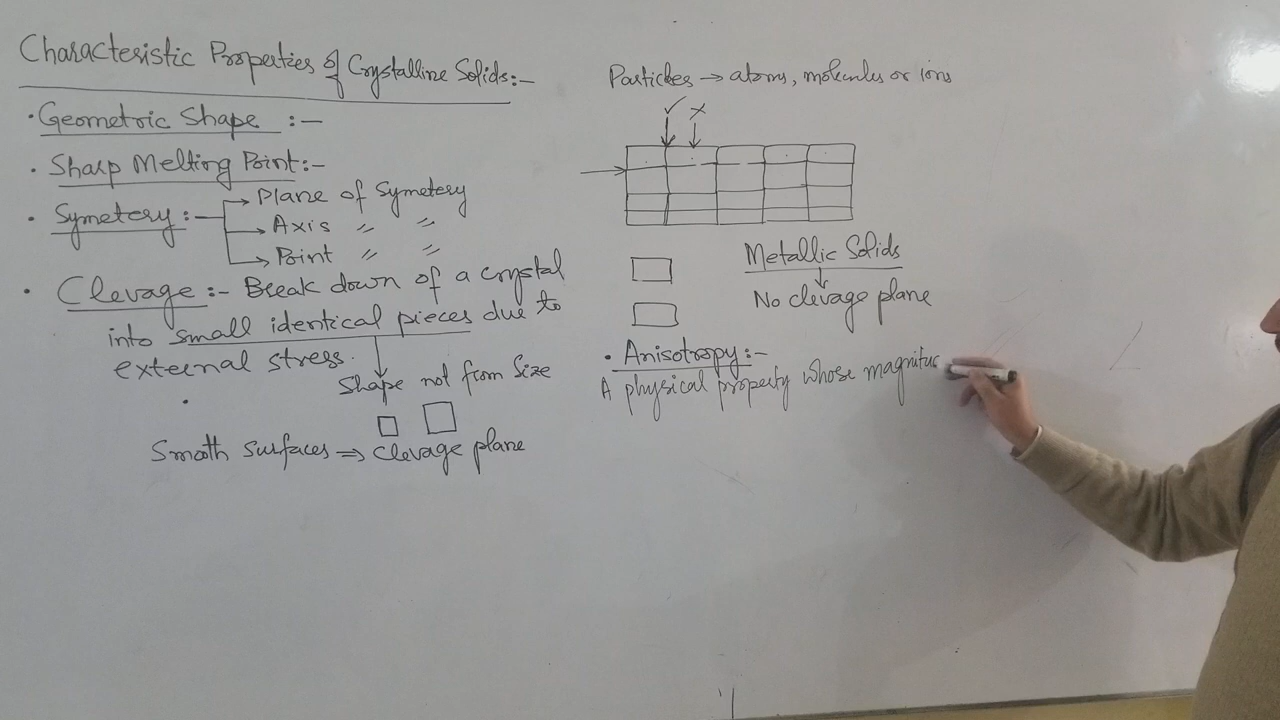 Characteristic Properties of Crystalline Solids:-
• Geometric Shape :-
• Sharp Melting Point:-
• Symetery :-
→ Plane of Symetery
→ Axis " "
→ Point " "
• Clevage :- Break down of a crystal
into small identical pieces due to
external stress.
Shape not from Size
Smooth surfaces ⇒ Clevage plane
Particles → atoms, molecules or ions
✓ ×
Metallic Solids
No clevage plane
• Anisotropy :-
A physical property whose magnituc